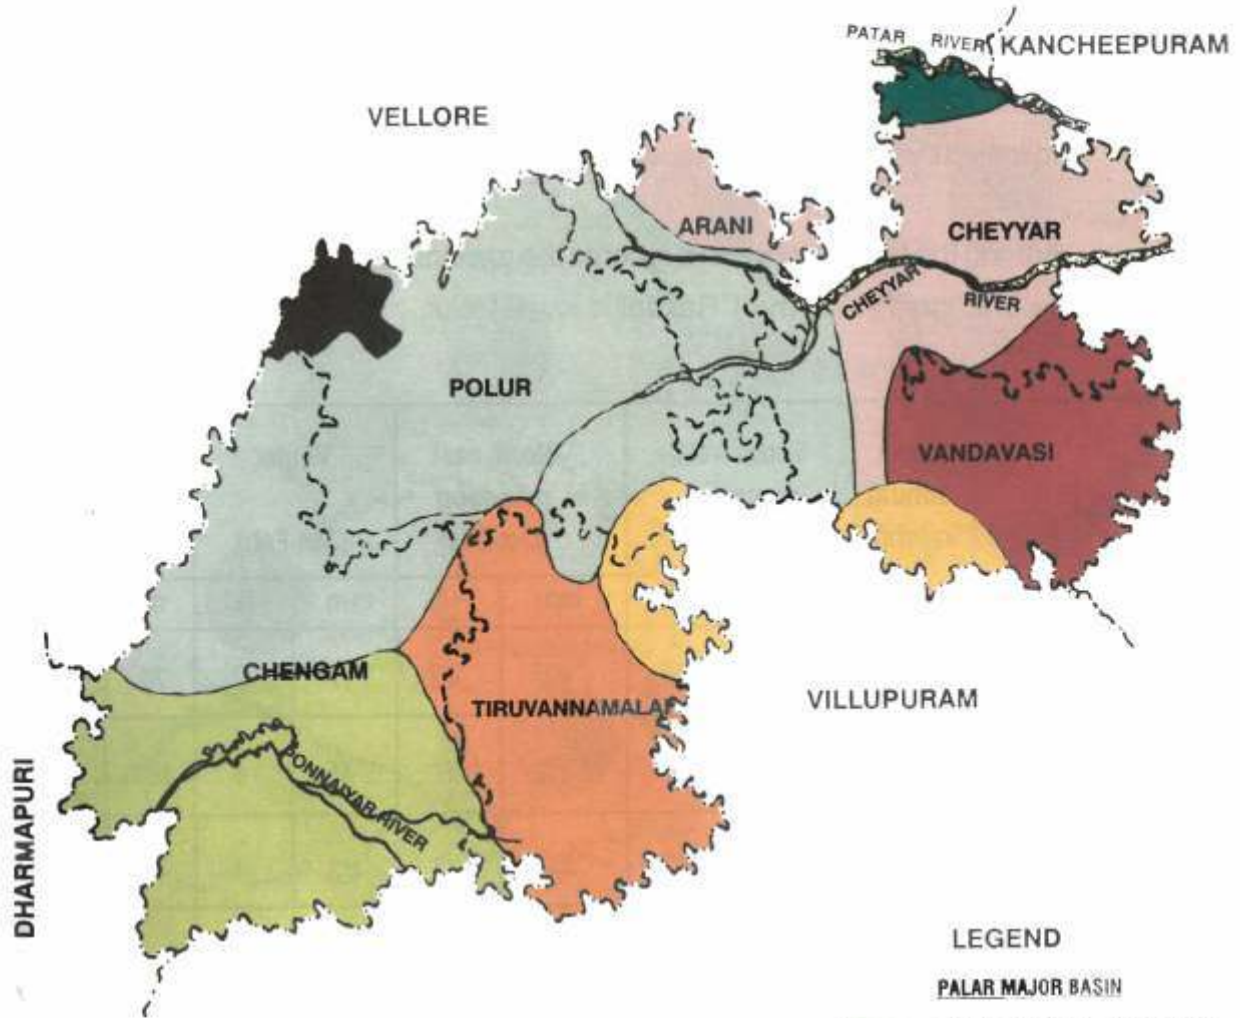 PATAR RIVER
KANCHEEPURAM
VELLORE
ARANI
CHEYYAR
CHEYYAR RIVER
POLUR
VANDAVASI
CHENGAM
TIRUVANNAMALAI
VILLUPURAM
PONNAIYAR RIVER
DHARMAPURI
LEGEND
PALAR MAJOR BASIN